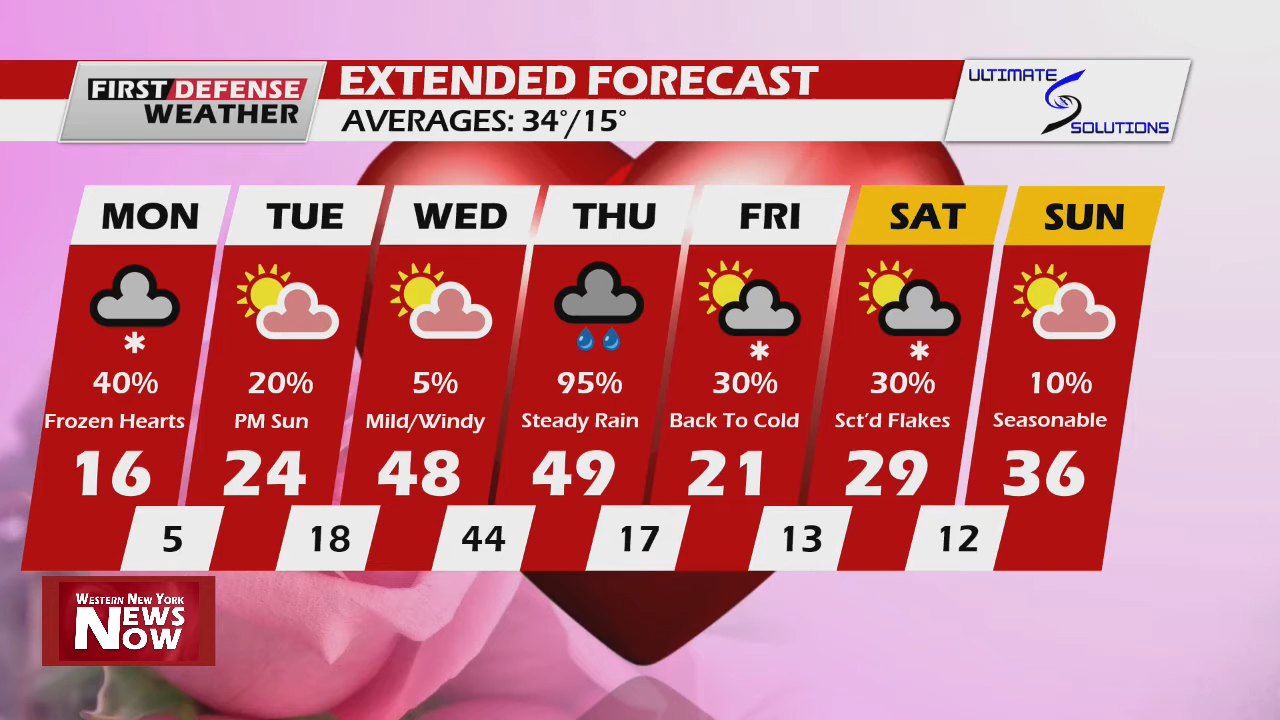 FIRST DEFENSE
WEATHER
EXTENDED FORECAST
AVERAGES: 34°/15°
ULTIMATE
SOLUTIONS
MON TUE WED THU FRI SAT SUN
40% 20% 5% 95% 30% 30% 10%
Frozen Hearts PM Sun Mild/Windy Steady Rain Back To Cold Sct'd Flakes Seasonable
16 24 48 49 21 29 36
5 18 44 17 13 12
WESTERN NEW YORK
NEWS
NOW